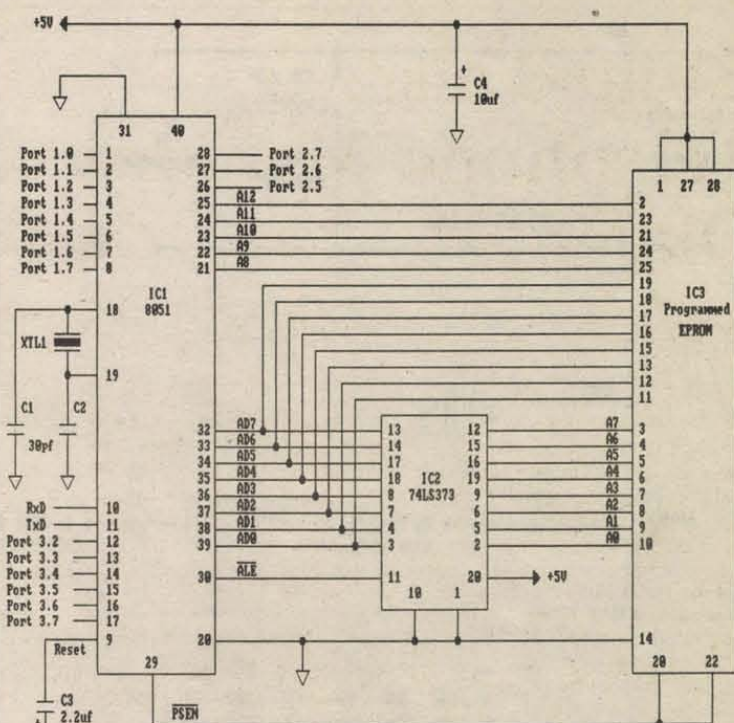 +5V
C4
10uf
31 40
Port 1.0 1 28 Port 2.7
Port 1.1 2 27 Port 2.6
Port 1.2 3 26 Port 2.5
Port 1.3 4 25 A12 2
Port 1.4 5 24 A11 23
Port 1.5 6 23 A10 21
Port 1.6 7 22 A9 24
Port 1.7 8 21 A8 25
1 27 28
IC1
8051
18
XTL1
19
C1 C2
30pf
19
18
17
16
15
13
12
11
IC3
Programmed
EPROM
32 AD7 13 12 A7 3
33 AD6 14 15 A6 4
34 AD5 17 16 A5 5
35 AD4 18 19 A4 6
36 AD3 8 9 A3 7
37 AD2 7 6 A2 8
38 AD1 4 5 A1 9
39 AD0 3 2 A0 10
IC2
74LS373
RxD 10
TxD 11
Port 3.2 12
Port 3.3 13
Port 3.4 14
Port 3.5 15
Port 3.6 16
Port 3.7 17
30 ALE 11 20 +5V
10 1
9
Reset
20 14
29
20 22
C3
2.2uf
+
PSEN